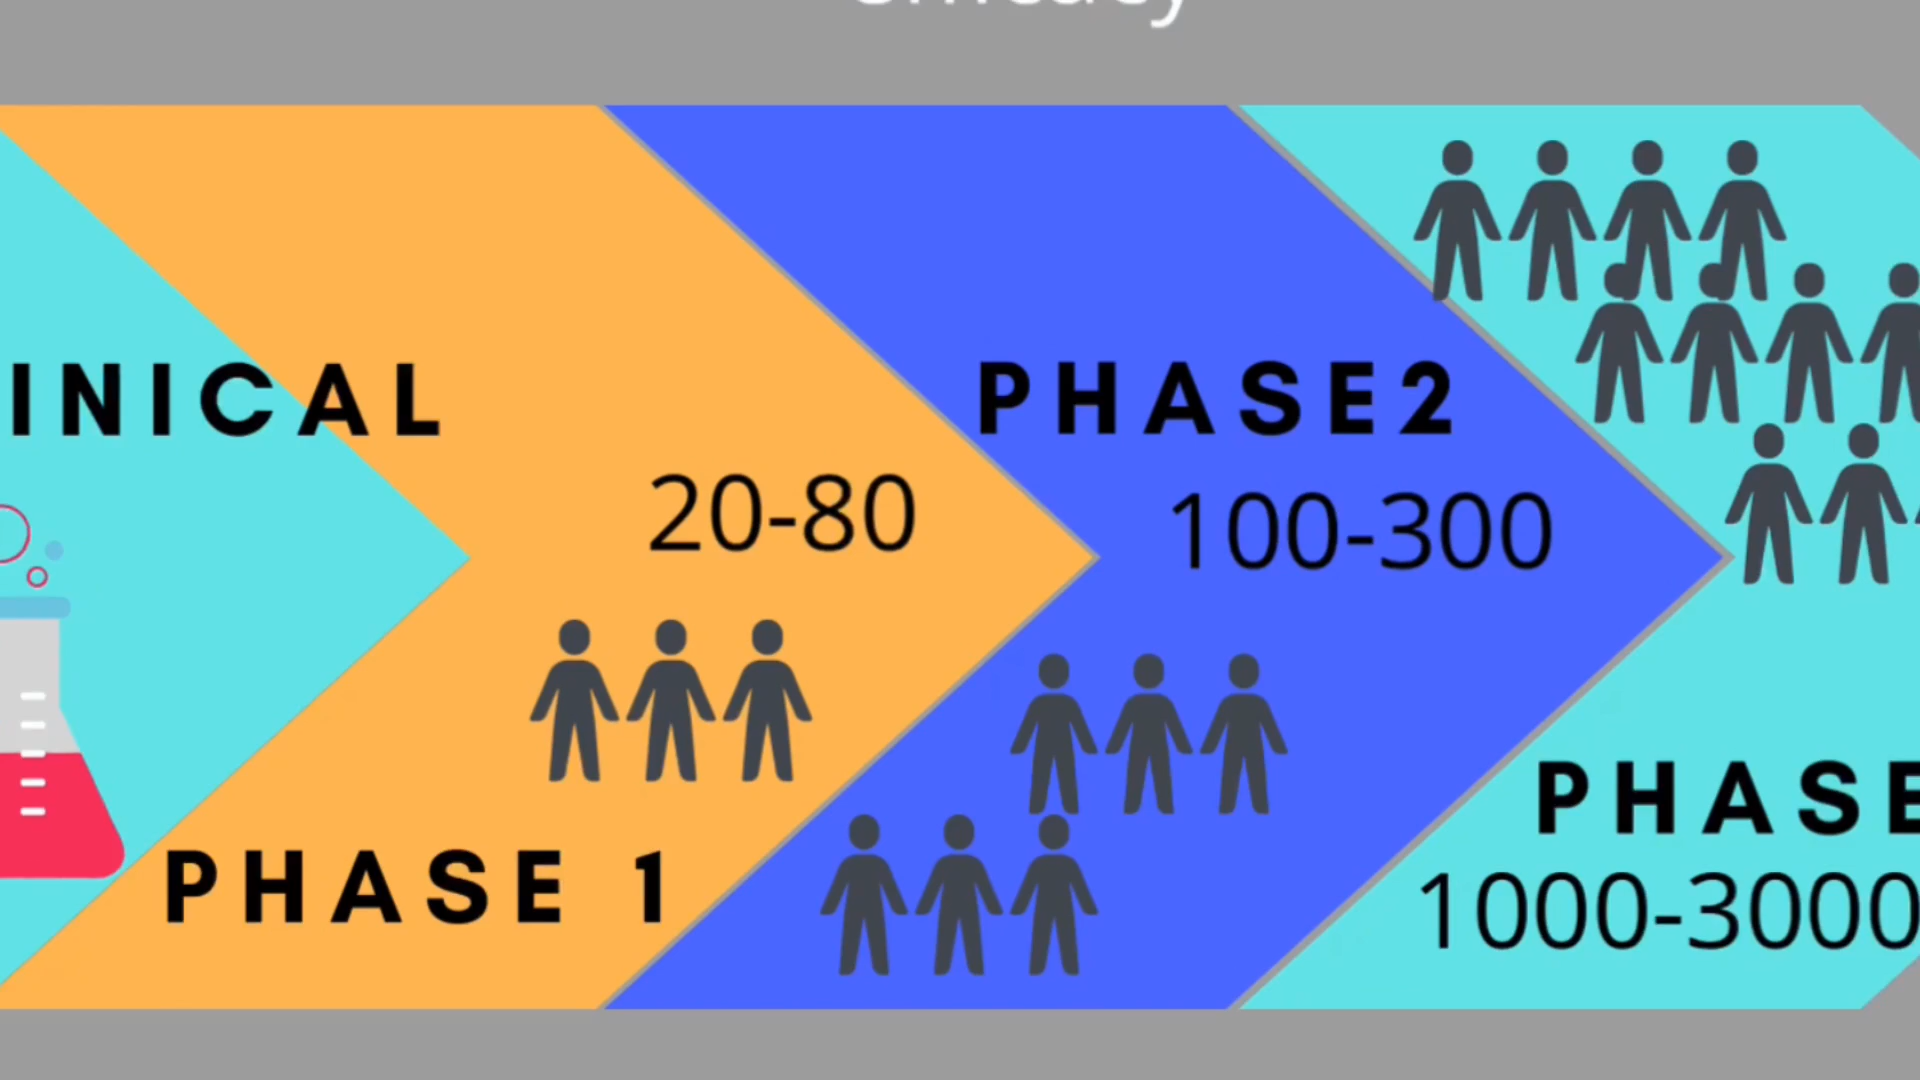 INICAL
20-80
PHASE 1
PHASE2
100-300
PHASE
1000-3000